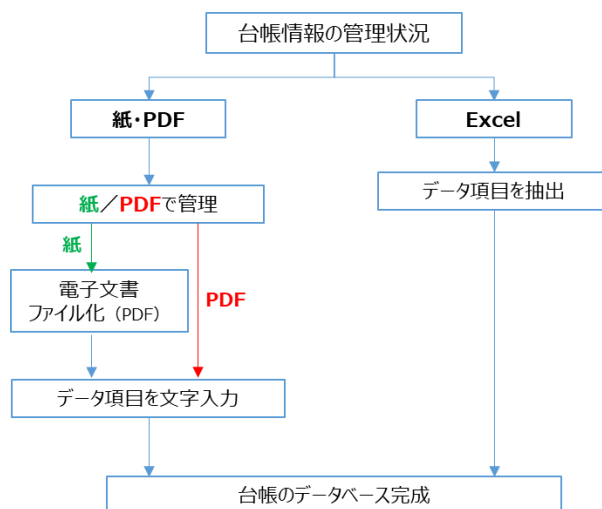 台帳情報の管理状況
紙・PDF
Excel
紙／PDFで管理
データ項目を抽出
紙
電子文書
ファイル化（PDF）
PDF
データ項目を文字入力
台帳のデータベース完成